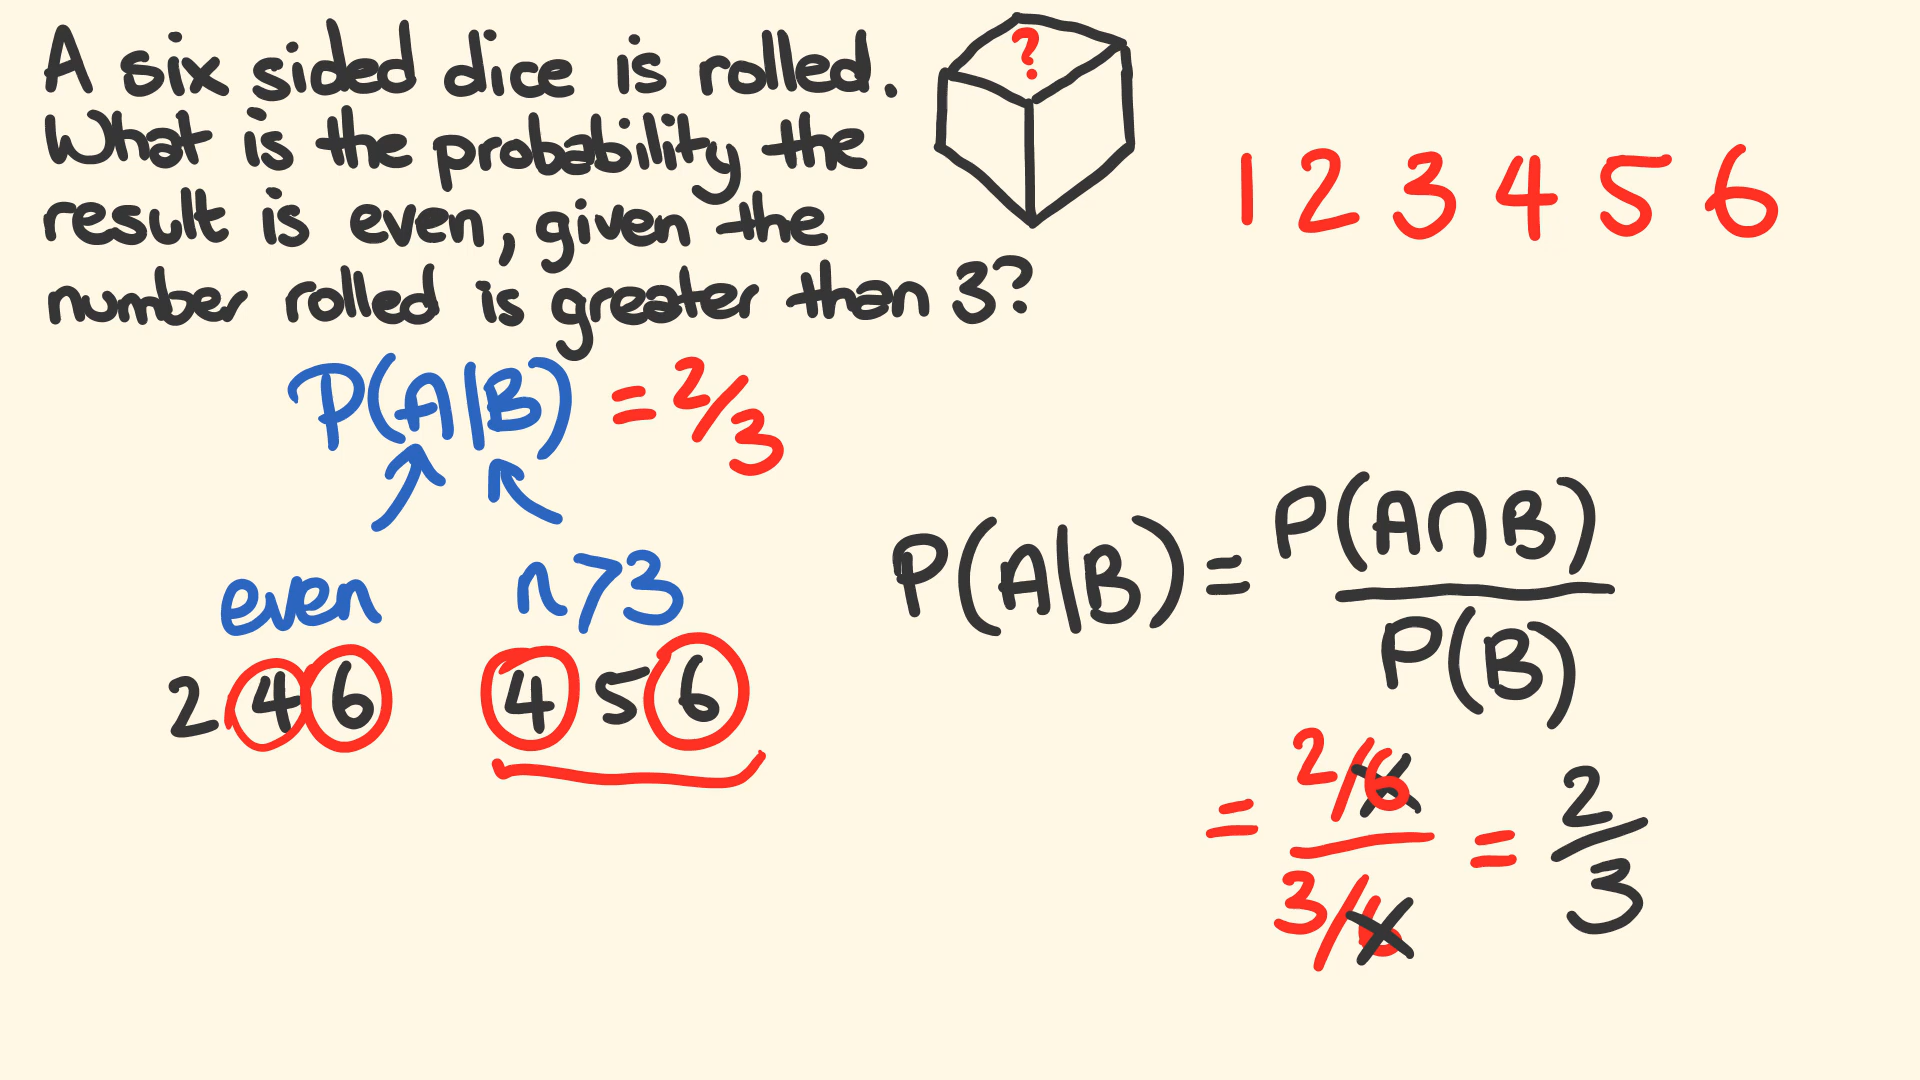 A six sided dice is rolled.
What is the probability the
result is even, given the
number rolled is greater than 3?
?
1 2 3 4 5 6
P(A|B) = 2/3
even
n>3
2 4 6
4 5 6
P(A|B) = P(A∩B)
P(B)
= 2/6
3/6
= 2/3